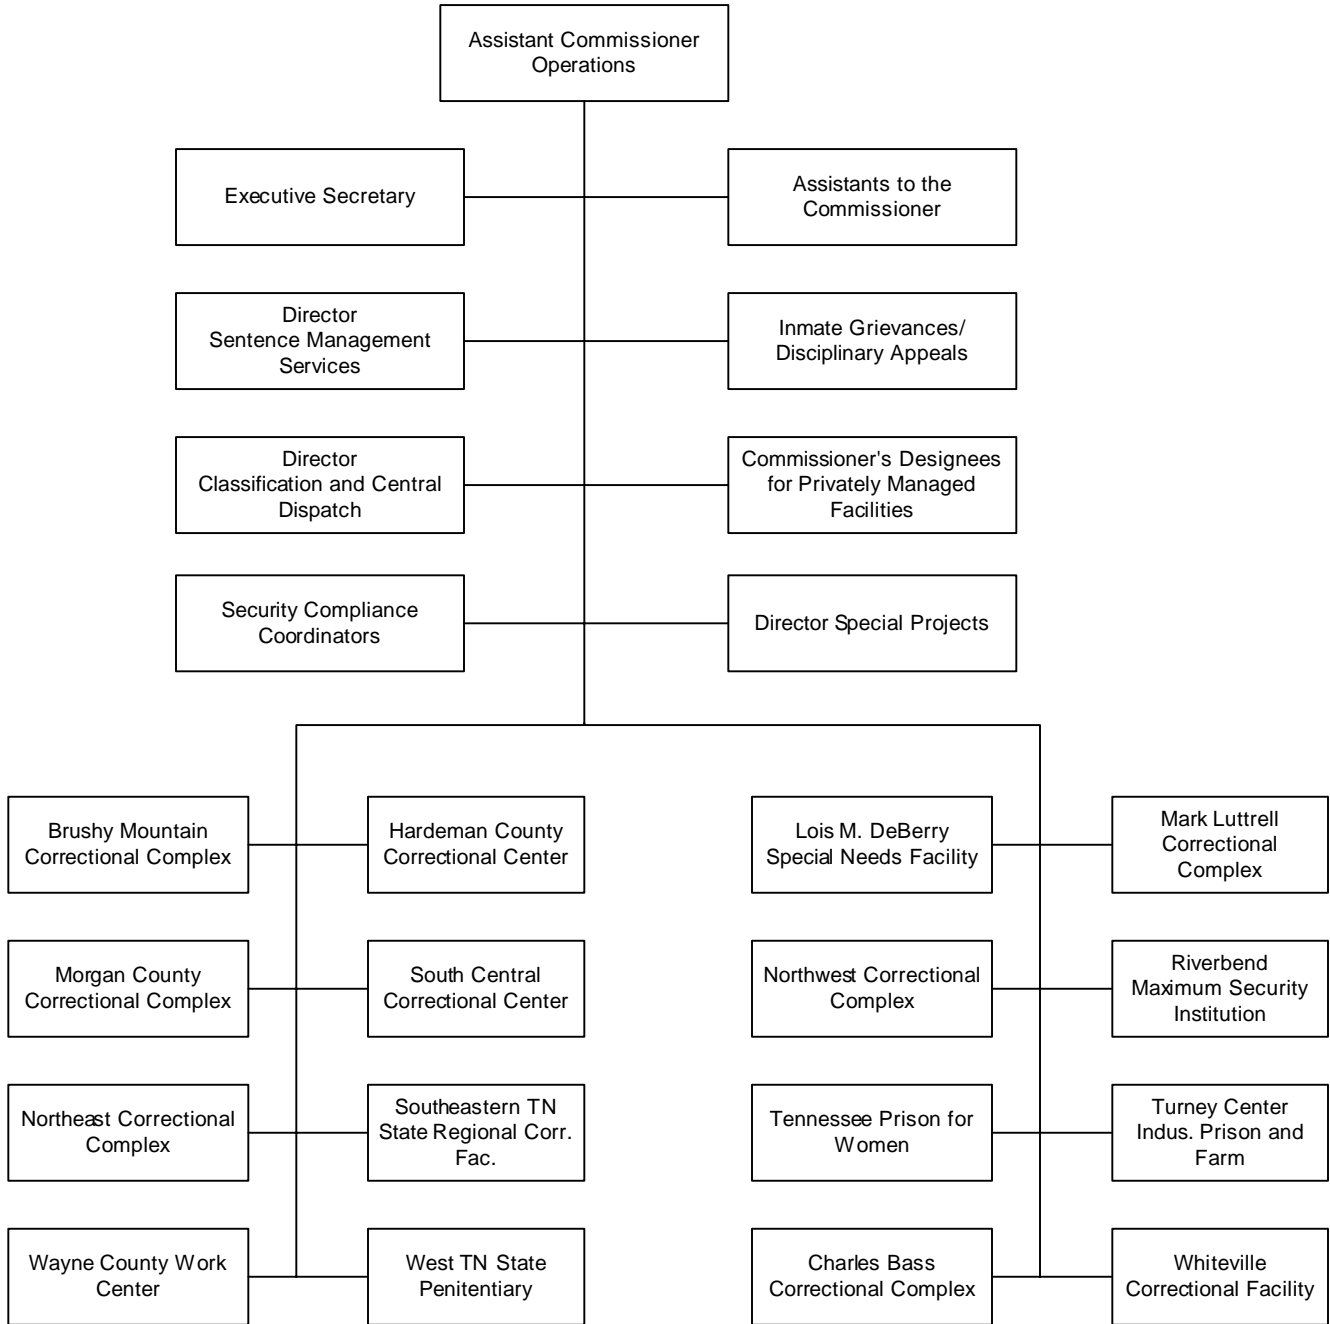 Assistant Commissioner
Operations
Executive Secretary
Assistants to the
Commissioner
Director
Sentence Management
Services
Inmate Grievances/
Disciplinary Appeals
Director
Classification and Central
Dispatch
Commissioner's Designees
for Privately Managed
Facilities
Security Compliance
Coordinators
Director Special Projects
Brushy Mountain
Correctional Complex
Hardeman County
Correctional Center
Lois M. DeBerry
Special Needs Facility
Mark Luttrell
Correctional
Complex
Morgan County
Correctional Complex
South Central
Correctional Center
Northwest Correctional
Complex
Riverbend
Maximum Security
Institution
Northeast Correctional
Complex
Southeastern TN
State Regional Corr.
Fac.
Tennessee Prison for
Women
Turney Center
Indus. Prison and
Farm
Wayne County Work
Center
West TN State
Penitentiary
Charles Bass
Correctional Complex
Whiteville
Correctional Facility